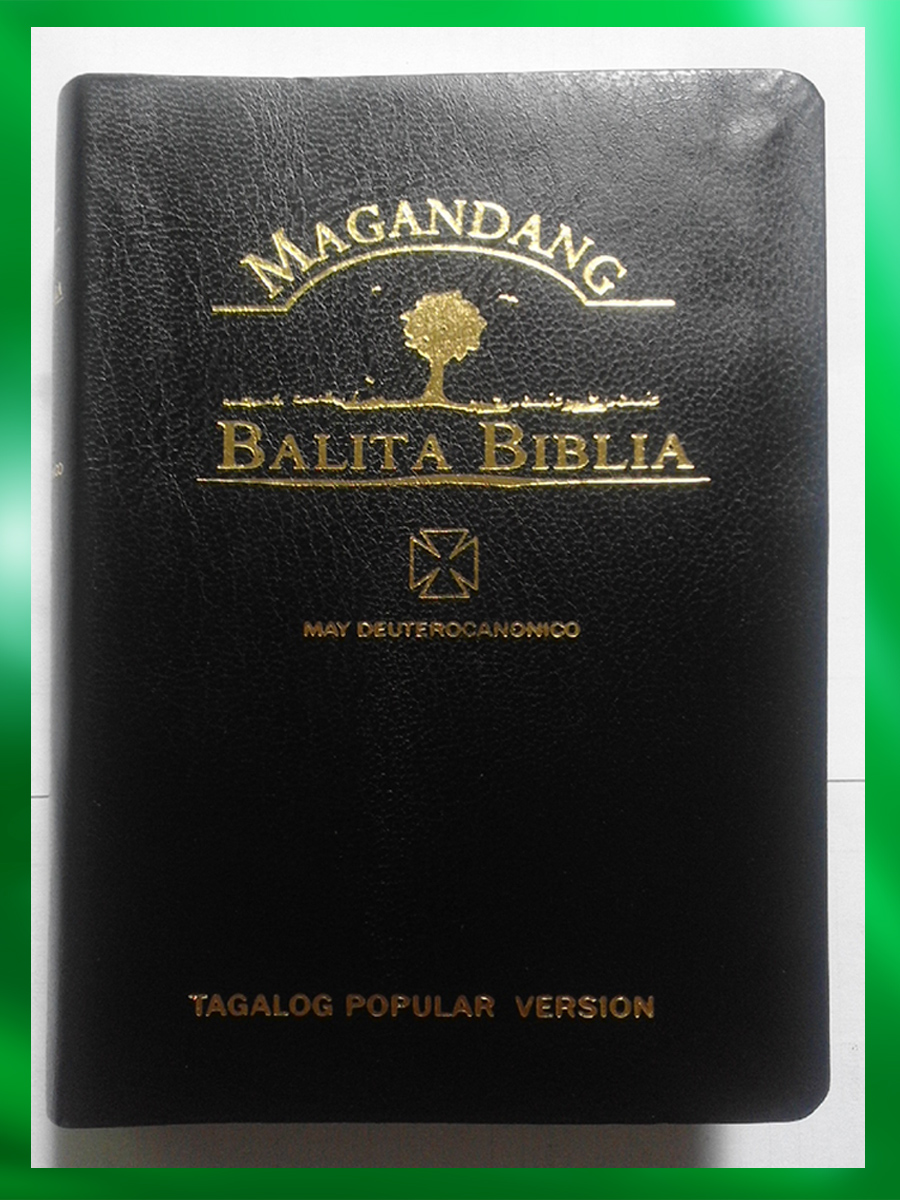 MAGANDANG
BALITA BIBLIA
MAY DEUTEROCANONICO
TAGALOG POPULAR VERSION